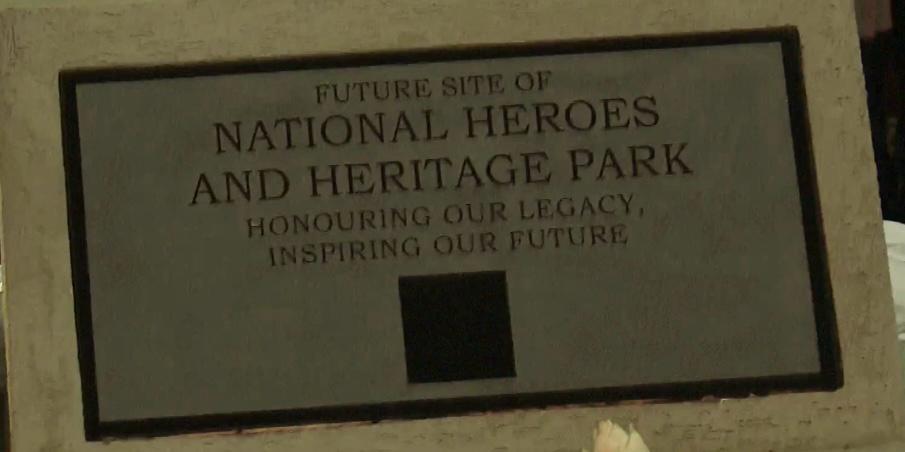 FUTURE SITE OF
NATIONAL HEROES
AND HERITAGE PARK
HONOURING OUR LEGACY,
INSPIRING OUR FUTURE